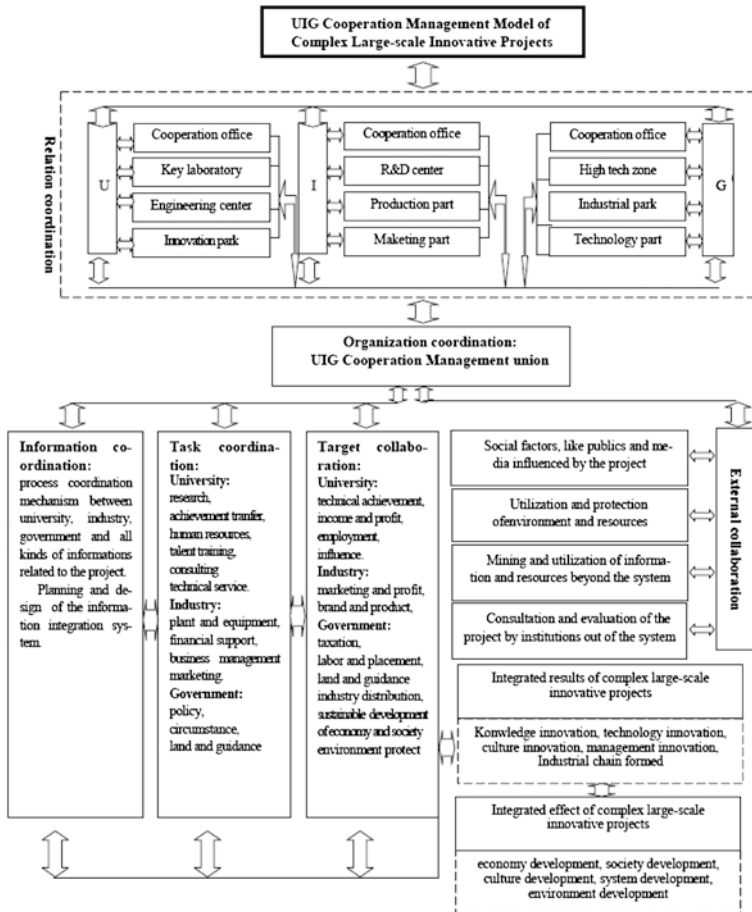 UIG Cooperation Management Model of
Complex Large-scale Innovative Projects
Relation coordination
U
Cooperation office
Key laboratory
Engineering center
Innovation park
I
Cooperation office
R&D center
Production part
Maketing part
Cooperation office
High tech zone
Industrial park
Technology part
G
Organization coordination:
UIG Cooperation Management union
Information co-
ordination:
process coordination
mechanism between
university, industry,
government and all
kinds of informations
related to the project.
Planning and de-
sign of the information
integration sys-
tem.
Task coordina-
tion:
University:
research,
achievement tranfer,
human resources,
talent training,
consulting
technical service.
Industry:
plant and equipment,
financial support,
business management
marketing.
Government:
policy,
circumstance,
land and guidance
Target collabo-
ration:
University:
technical achievement,
income and profit,
employment,
influence.
Industry:
marketing and profit,
brand and product,
Government:
taxation,
labor and placement,
land and guidance
industry distribution,
sustainable development
of economy and society
environment protect
Social factors, like publics and me-
dia influenced by the project
Utilization and protection
ofenvironment and resources
Mining and utilization of informa-
tion and resources beyond the system
Consultation and evaluation of the
project by institutions out of the system
External collaboration
Integrated results of complex large-scale
innovative projects
Konwledge innovation, technology innovation,
culture innovation, management innovation,
Industrial chain formed
Integrated effect of complex large-scale
innovative projects
economy development, society development,
culture development, system development,
environment development